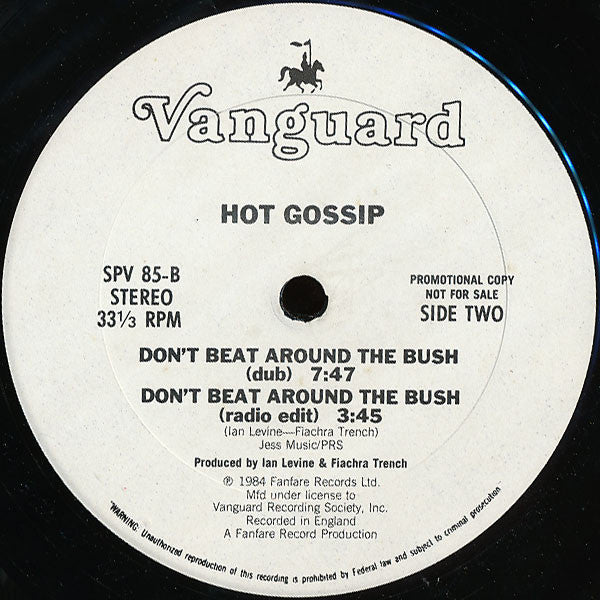 Vanguard
HOT GOSSIP
SPV 85-B
STEREO
33⅓ RPM
PROMOTIONAL COPY
NOT FOR SALE
SIDE TWO
DON'T BEAT AROUND THE BUSH
(dub) 7:47
DON'T BEAT AROUND THE BUSH
(radio edit) 3:45
(Ian Levine—Fiachra Trench)
Jess Music/PRS
Produced by Ian Levine & Fiachra Trench
℗ 1984 Fanfare Records Ltd.
Mfd under license to
Vanguard Recording Society, Inc.
Recorded in England
A Fanfare Record Production
"WARNING: Unauthorized reproduction of this recording is prohibited by Federal law and subject to criminal prosecution"